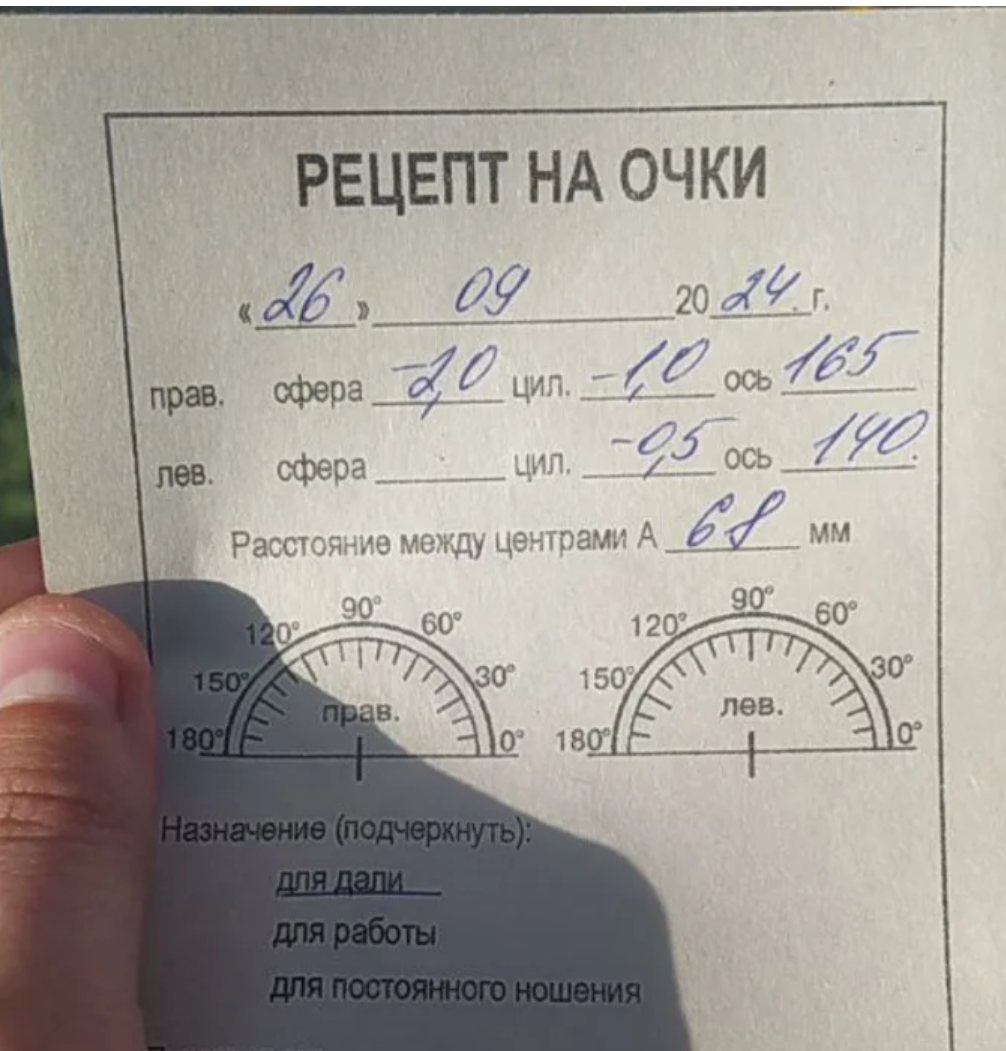 РЕЦЕПТ НА ОЧКИ
«26» 09 2024. г.
прав. сфера -2,0 цил. -1,0 ось 165
лев. сфера цил. -0,5 ось 140.
Расстояние между центрами А 68 мм
180° 150° 120° 90° 60° 30° 0° прав.
180° 150° 120° 90° 60° 30° 0° лев.
Назначение (подчеркнуть):
для дали
для работы
для постоянного ношения